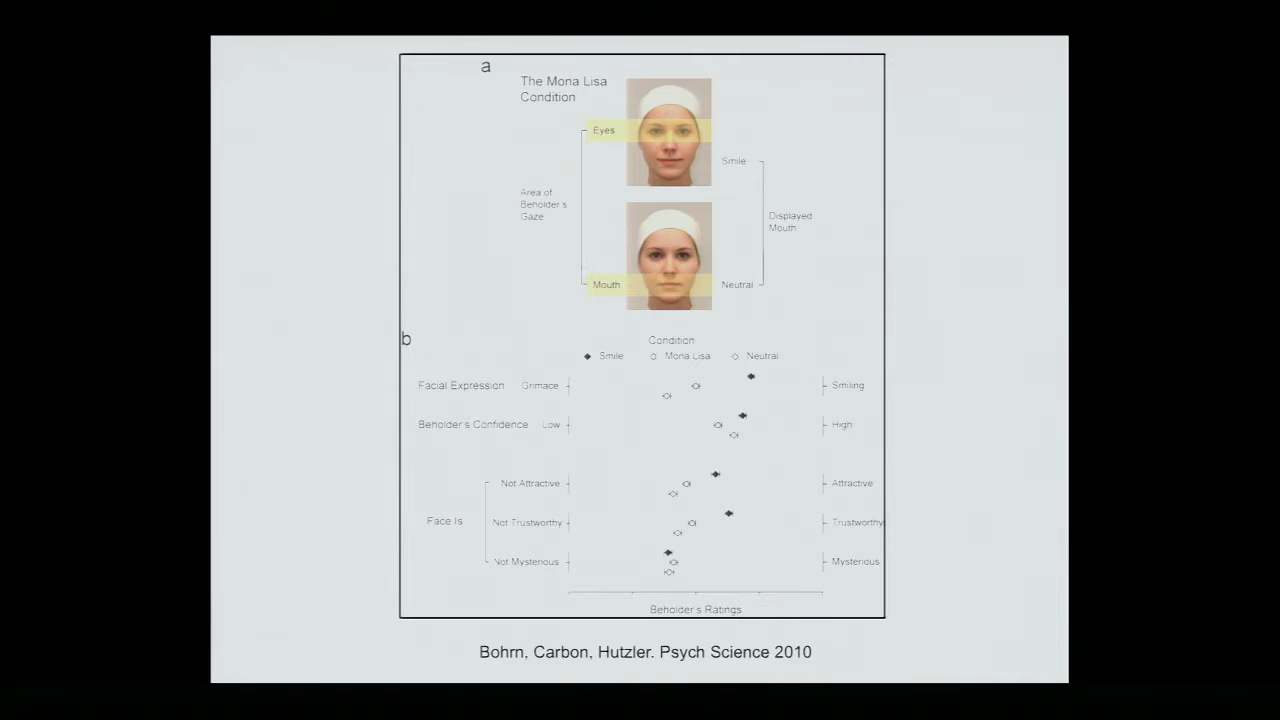 a
The Mona Lisa
Condition
Eyes
Smile
Area of
Beholder's
Gaze
Displayed
Mouth
Mouth
Neutral
b
Condition
Smile
Mona Lisa
Neutral
Facial Expression
Grimace
Smiling
Beholder's Confidence
Low
High
Not Attractive
Attractive
Face Is
Not Trustworthy
Trustworthy
Not Mysterious
Mysterious
Beholder's Ratings
Bohrn, Carbon, Hutzler. Psych Science 2010